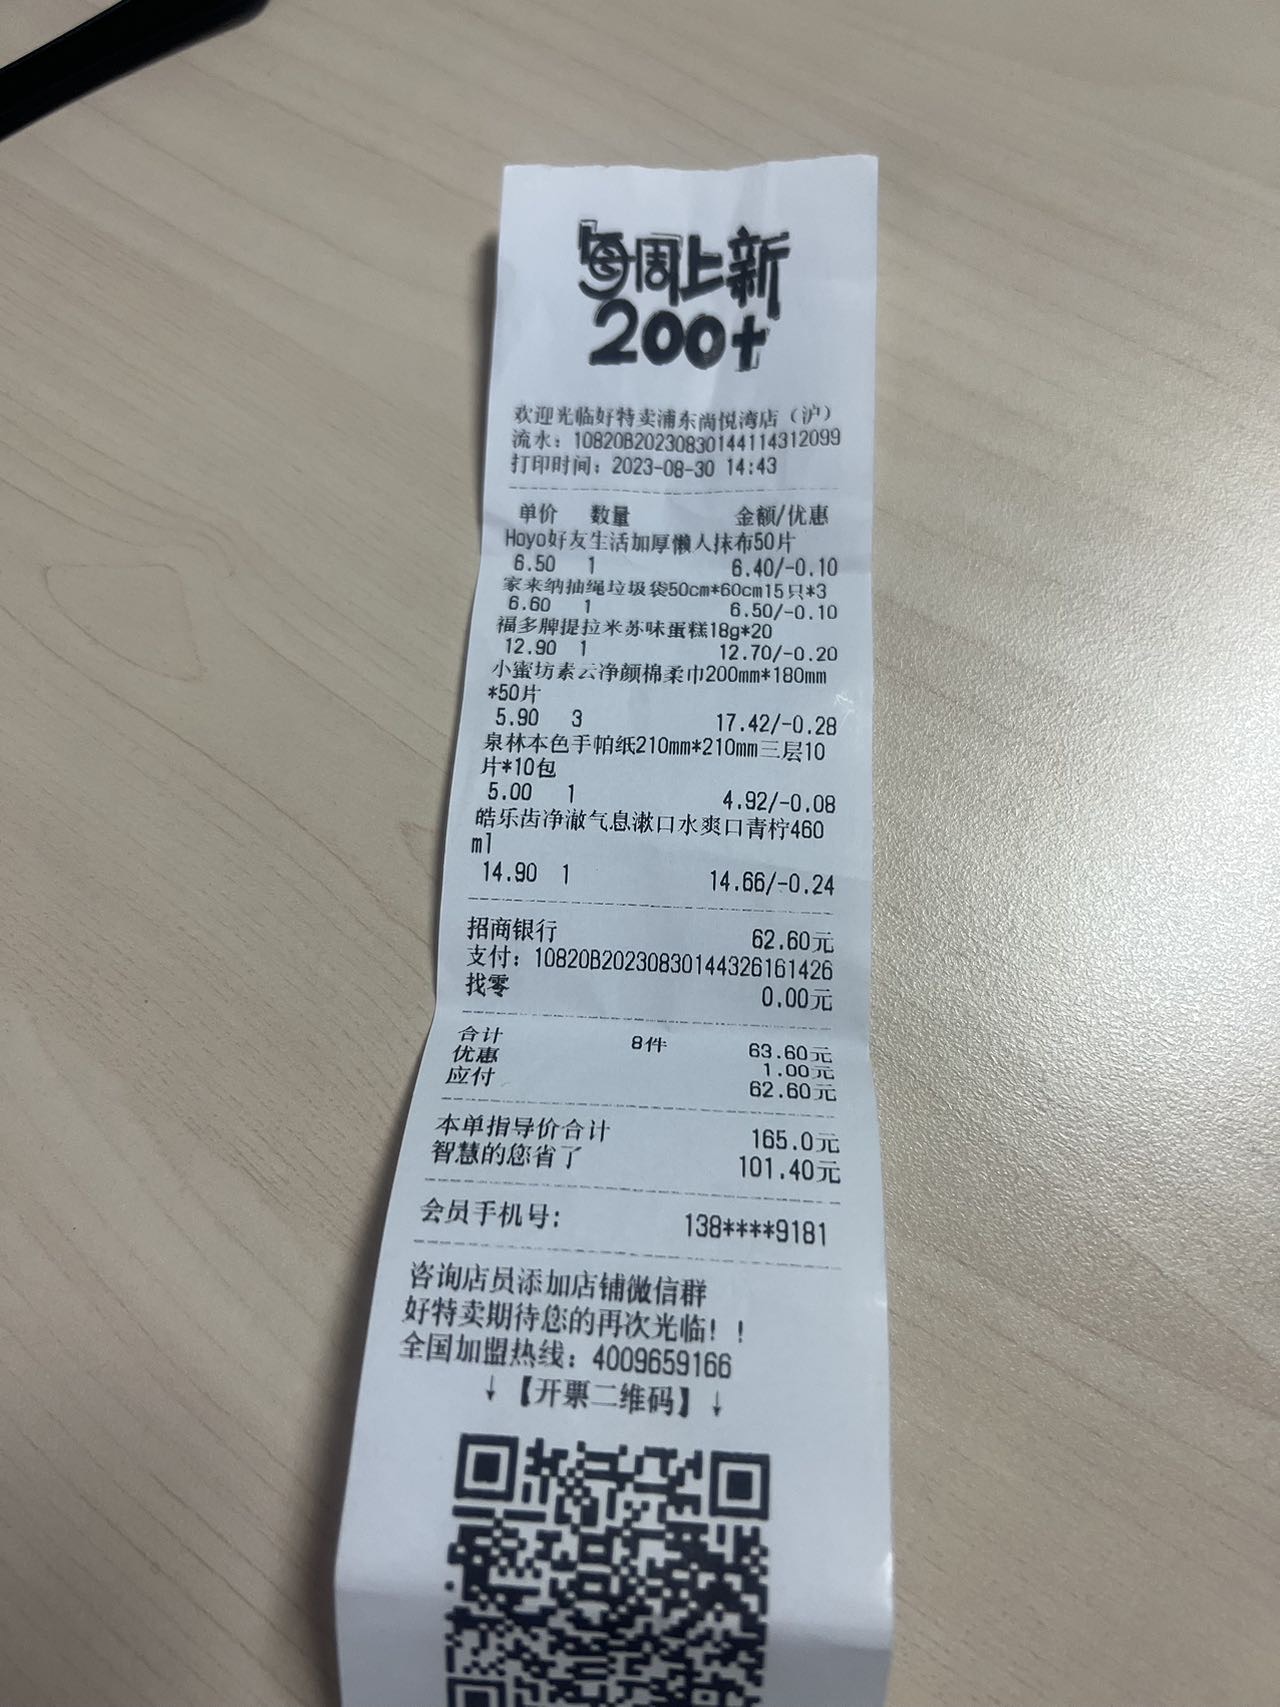 每周上新
200+
欢迎光临好特卖浦东尚悦湾店（沪）
流水：10820B20230830144114312099
打印时间：2023-08-30 14:43
单价 数量 金额/优惠
Hoyo好友生活加厚懒人抹布50片
6.50 1 6.40/-0.10
家来纳抽绳垃圾袋50cm*60cm15只*3
6.60 1 6.50/-0.10
福多牌提拉米苏味蛋糕18g*20
12.90 1 12.70/-0.20
小蜜坊素云净颜棉柔巾200mm*180mm
*50片
5.90 3 17.42/-0.28
泉林本色手帕纸210mm*210mm三层10
片*10包
5.00 1 4.92/-0.08
皓乐齿净澈气息漱口水爽口青柠460
ml
14.90 1 14.66/-0.24
招商银行 62.60元
支付：10820B20230830144326161426
找零 0.00元
合计 8件 63.60元
优惠 1.00元
应付 62.60元
本单指导价合计 165.0元
智慧的您省了 101.40元
会员手机号: 138****9181
咨询店员添加店铺微信群
好特卖期待您的再次光临！！
全国加盟热线：4009659166
↓【开票二维码】↓